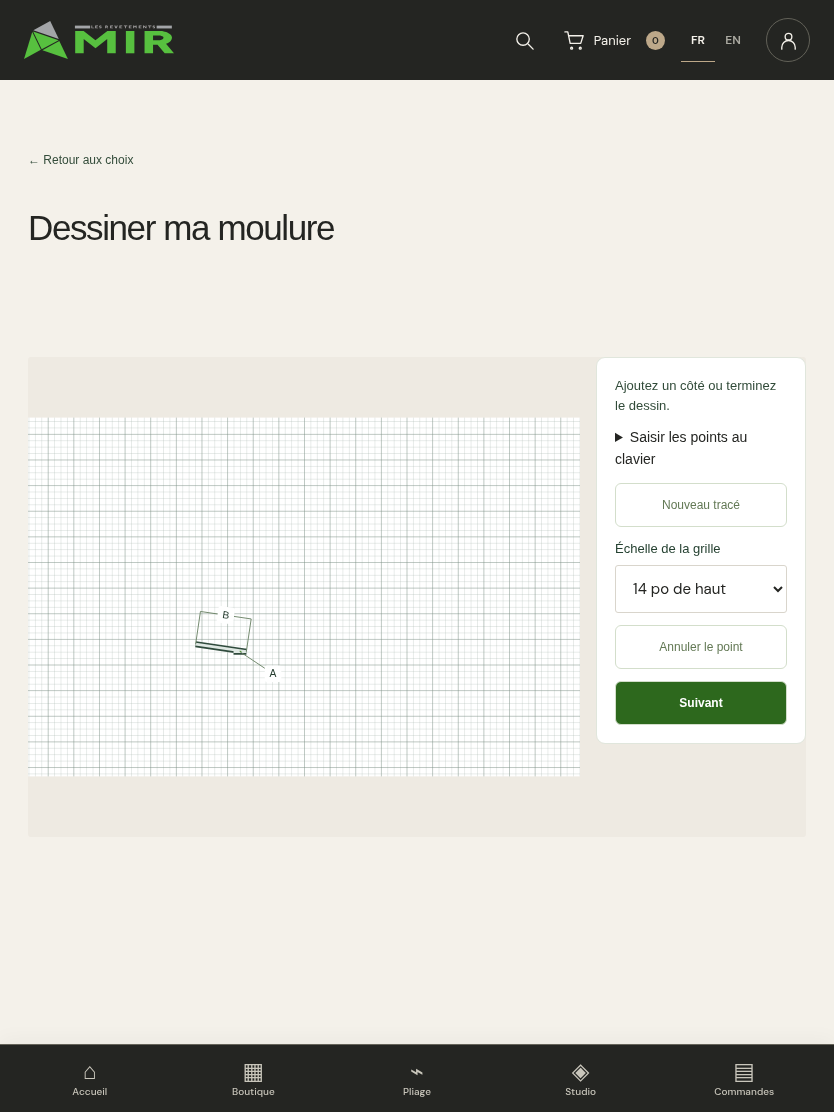 LES REVÊTEMENTS
MIR
Panier 0 FR EN
← Retour aux choix
Dessiner ma moulure
Ajoutez un côté ou terminez
le dessin.
Saisir les points au
clavier
Nouveau tracé
Échelle de la grille
14 po de haut
Annuler le point
Suivant
B
A
Accueil
Boutique
Pliage
Studio
Commandes